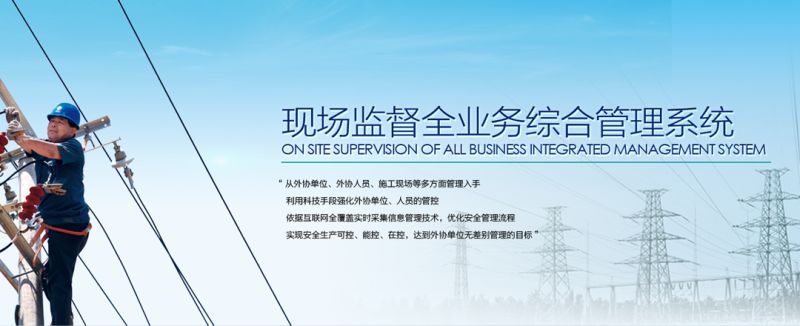 现场监督全业务综合管理系统
ON SITE SUPERVISION OF ALL BUSINESS INTEGRATED MANAGEMENT SYSTEM
“ 从外协单位、外协人员、施工现场等多方面管理入手
利用科技手段强化外协单位、人员的管控
依据互联网全覆盖实时采集信息管理技术，优化安全管理流程
实现安全生产可控、能控、在控，达到外协单位无差别管理的目标 ”